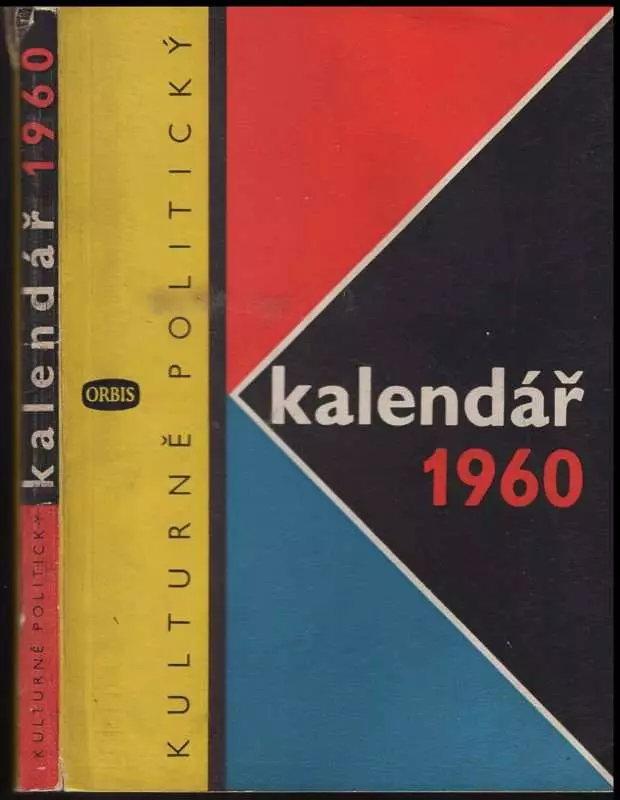 KULTURNĚ POLITICKÝ
kalendář 1960
KULTURNĚ POLITICKÝ
ORBIS
kalendář
1960